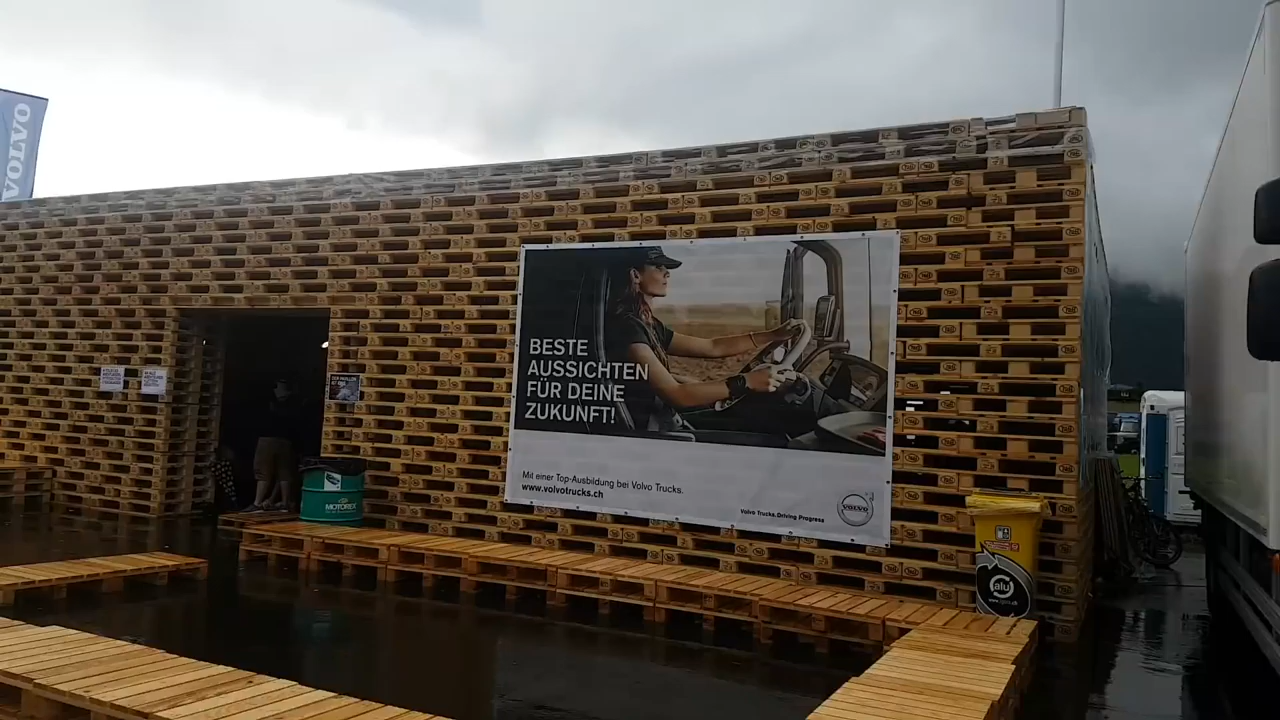 VOLVO
BESTE
AUSSICHTEN
FÜR DEINE
ZUKUNFT!
Mit einer Top-Ausbildung bei Volvo Trucks.
www.volvotrucks.ch
Volvo Trucks. Driving Progress
VOLVO
MOTOREX
alu